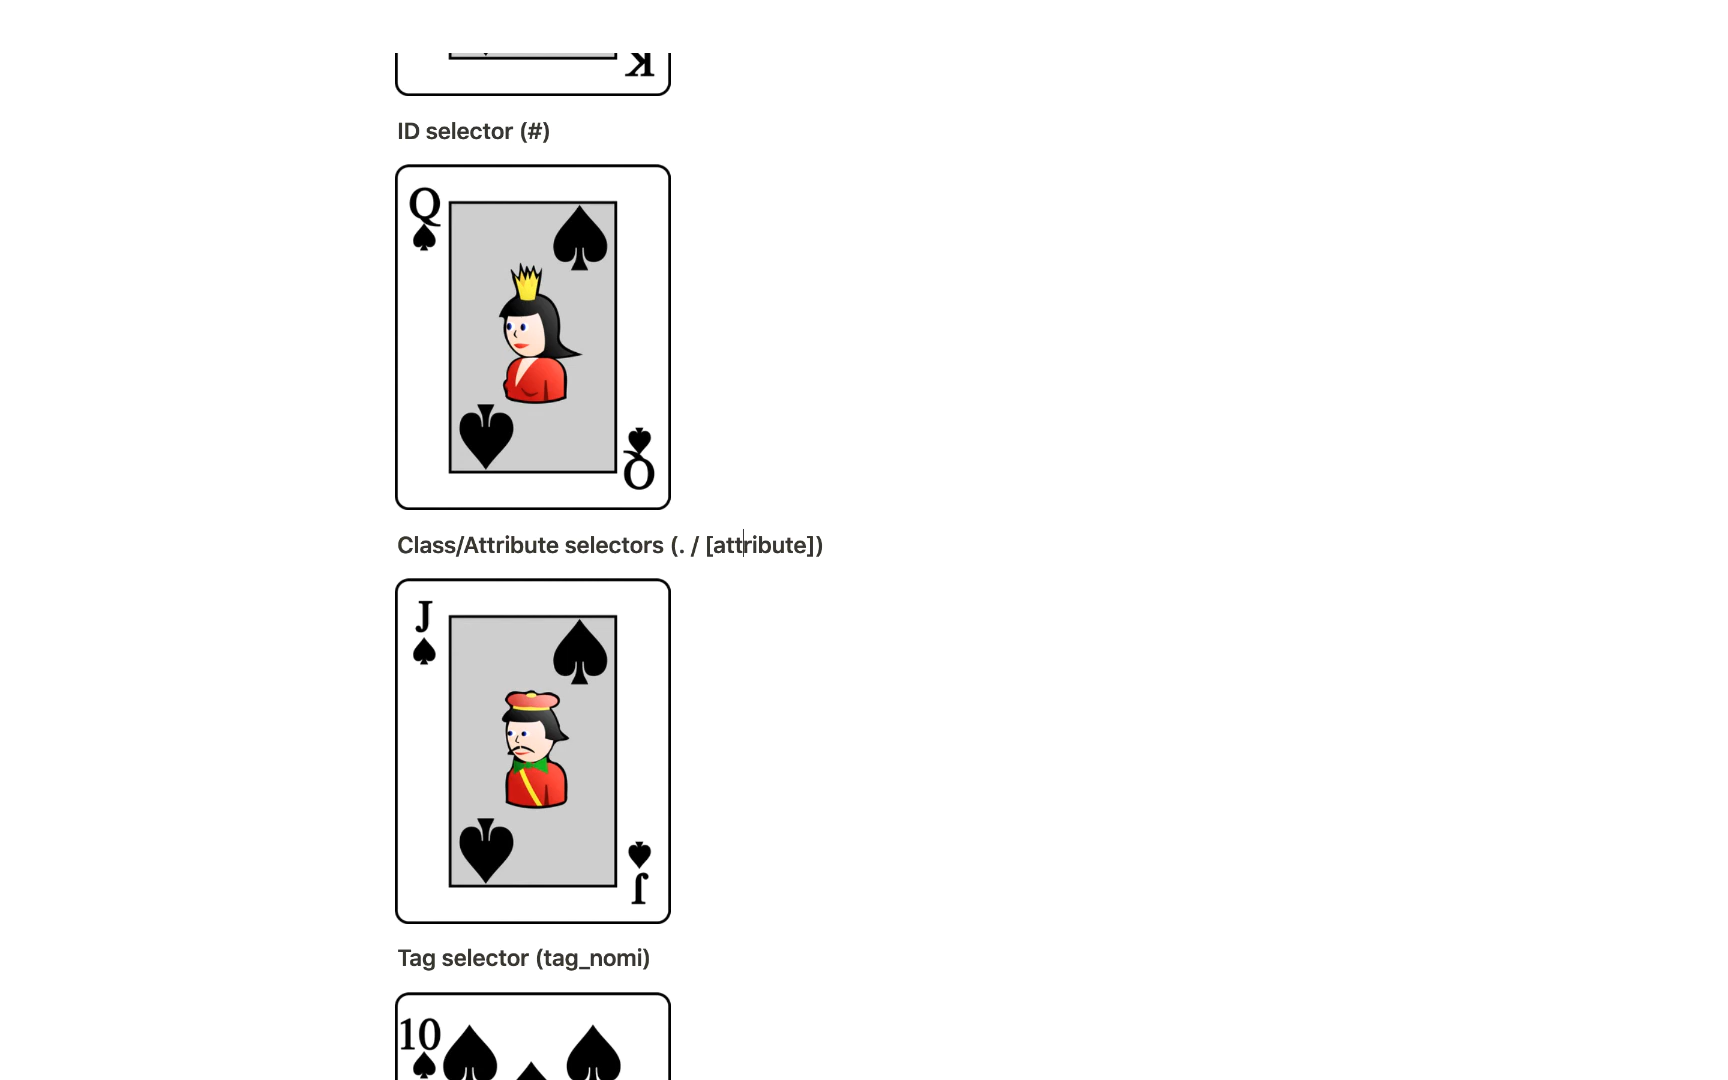 K
ID selector (#)
Q
Q
Class/Attribute selectors (. / [attribute])
J
J
Tag selector (tag_nomi)
10